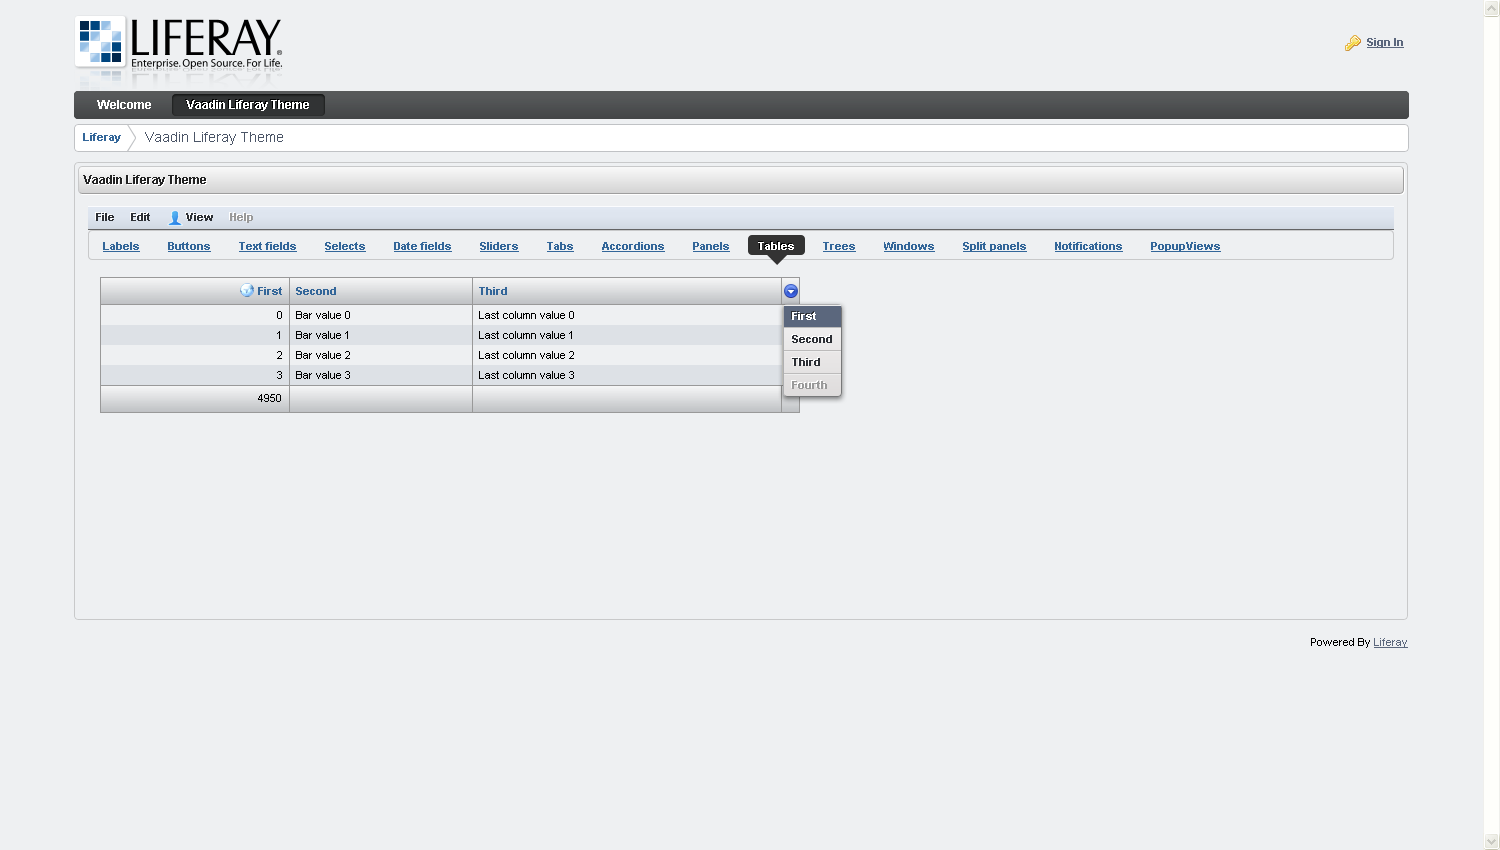 LIFERAY.
Enterprise. Open Source. For Life.
Sign In
Welcome Vaadin Liferay Theme
Liferay Vaadin Liferay Theme
Vaadin Liferay Theme
File Edit View Help
Labels Buttons Text fields Selects Date fields Sliders Tabs Accordions Panels Tables Trees Windows Split panels Notifications PopupViews
First Second Third
0 Bar value 0 Last column value 0
1 Bar value 1 Last column value 1
2 Bar value 2 Last column value 2
3 Bar value 3 Last column value 3
4950
First
Second
Third
Fourth
Powered By Liferay